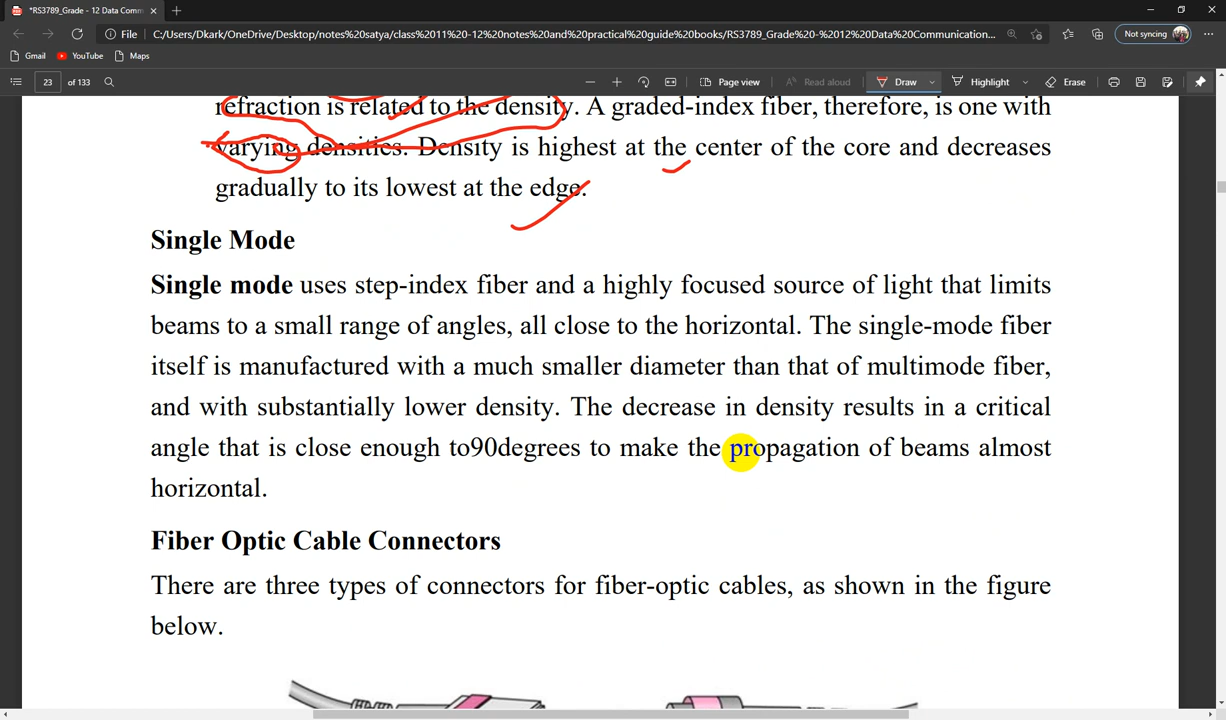 *RS3789_Grade - 12 Data Comm
File
C:/Users/Dkark/OneDrive/Desktop/notes%20satya/class%2011%20-12%20notes%20and%20practical%20guide%20books/RS3789_Grade%20-%2012%20Data%20Communication...
Not syncing
Gmail
YouTube
Maps
23 of 133
Page view
Read aloud
Draw
Highlight
Erase
refraction is related to the density. A graded-index fiber, therefore, is one with
varying densities. Density is highest at the center of the core and decreases
gradually to its lowest at the edge.
Single Mode
Single mode uses step-index fiber and a highly focused source of light that limits
beams to a small range of angles, all close to the horizontal. The single-mode fiber
itself is manufactured with a much smaller diameter than that of multimode fiber,
and with substantially lower density. The decrease in density results in a critical
angle that is close enough to90degrees to make the propagation of beams almost
horizontal.
Fiber Optic Cable Connectors
There are three types of connectors for fiber-optic cables, as shown in the figure
below.